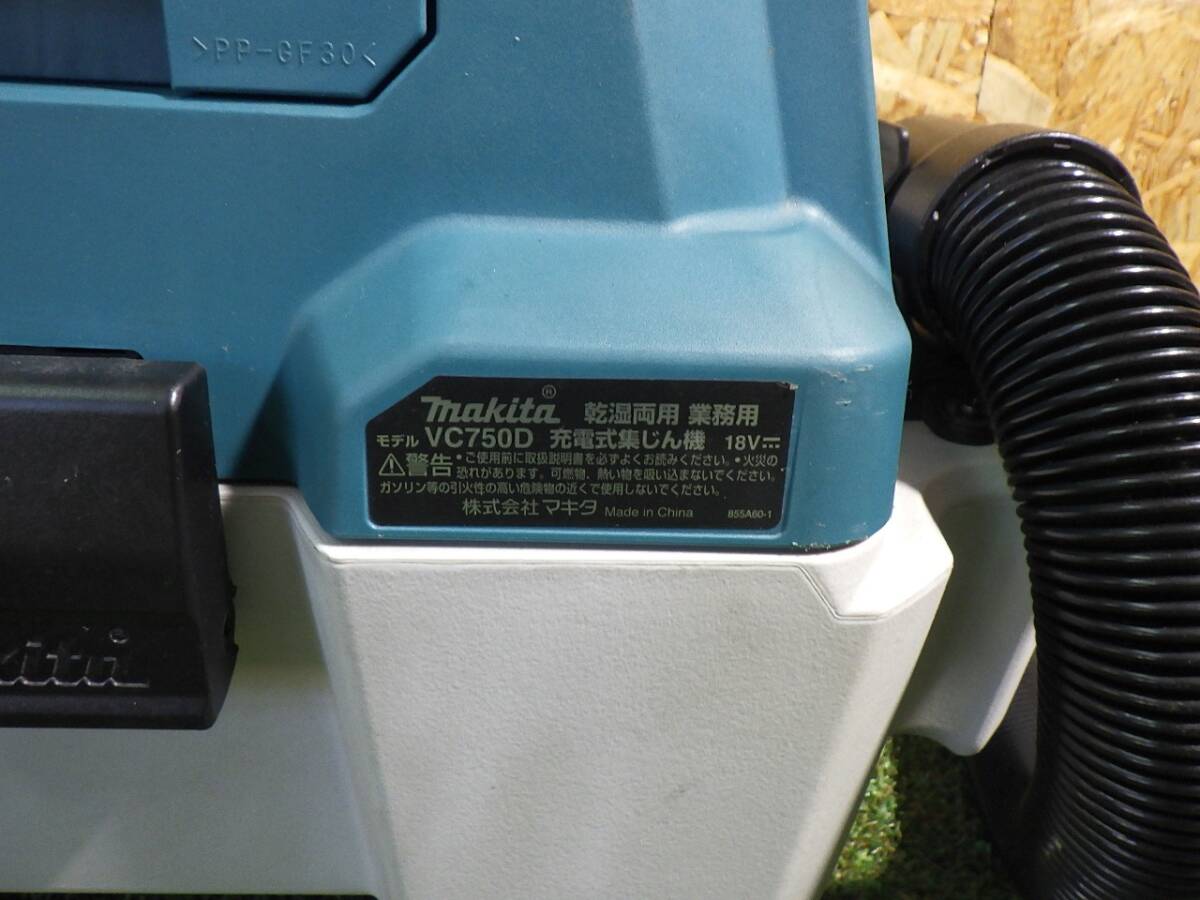 >PP-GF30<
makita® 乾湿両用 業務用
モデル VC750D 充電式集じん機 18V⎓
⚠警告 •ご使用前に取扱説明書を必ずよくお読みください。•火災の
恐れがあります。可燃物、熱い物を吸い込まないでください。
ガソリン等の引火性の高い危険物の近くで使用しないでください。
株式会社マキタ Made in China 855A60-1